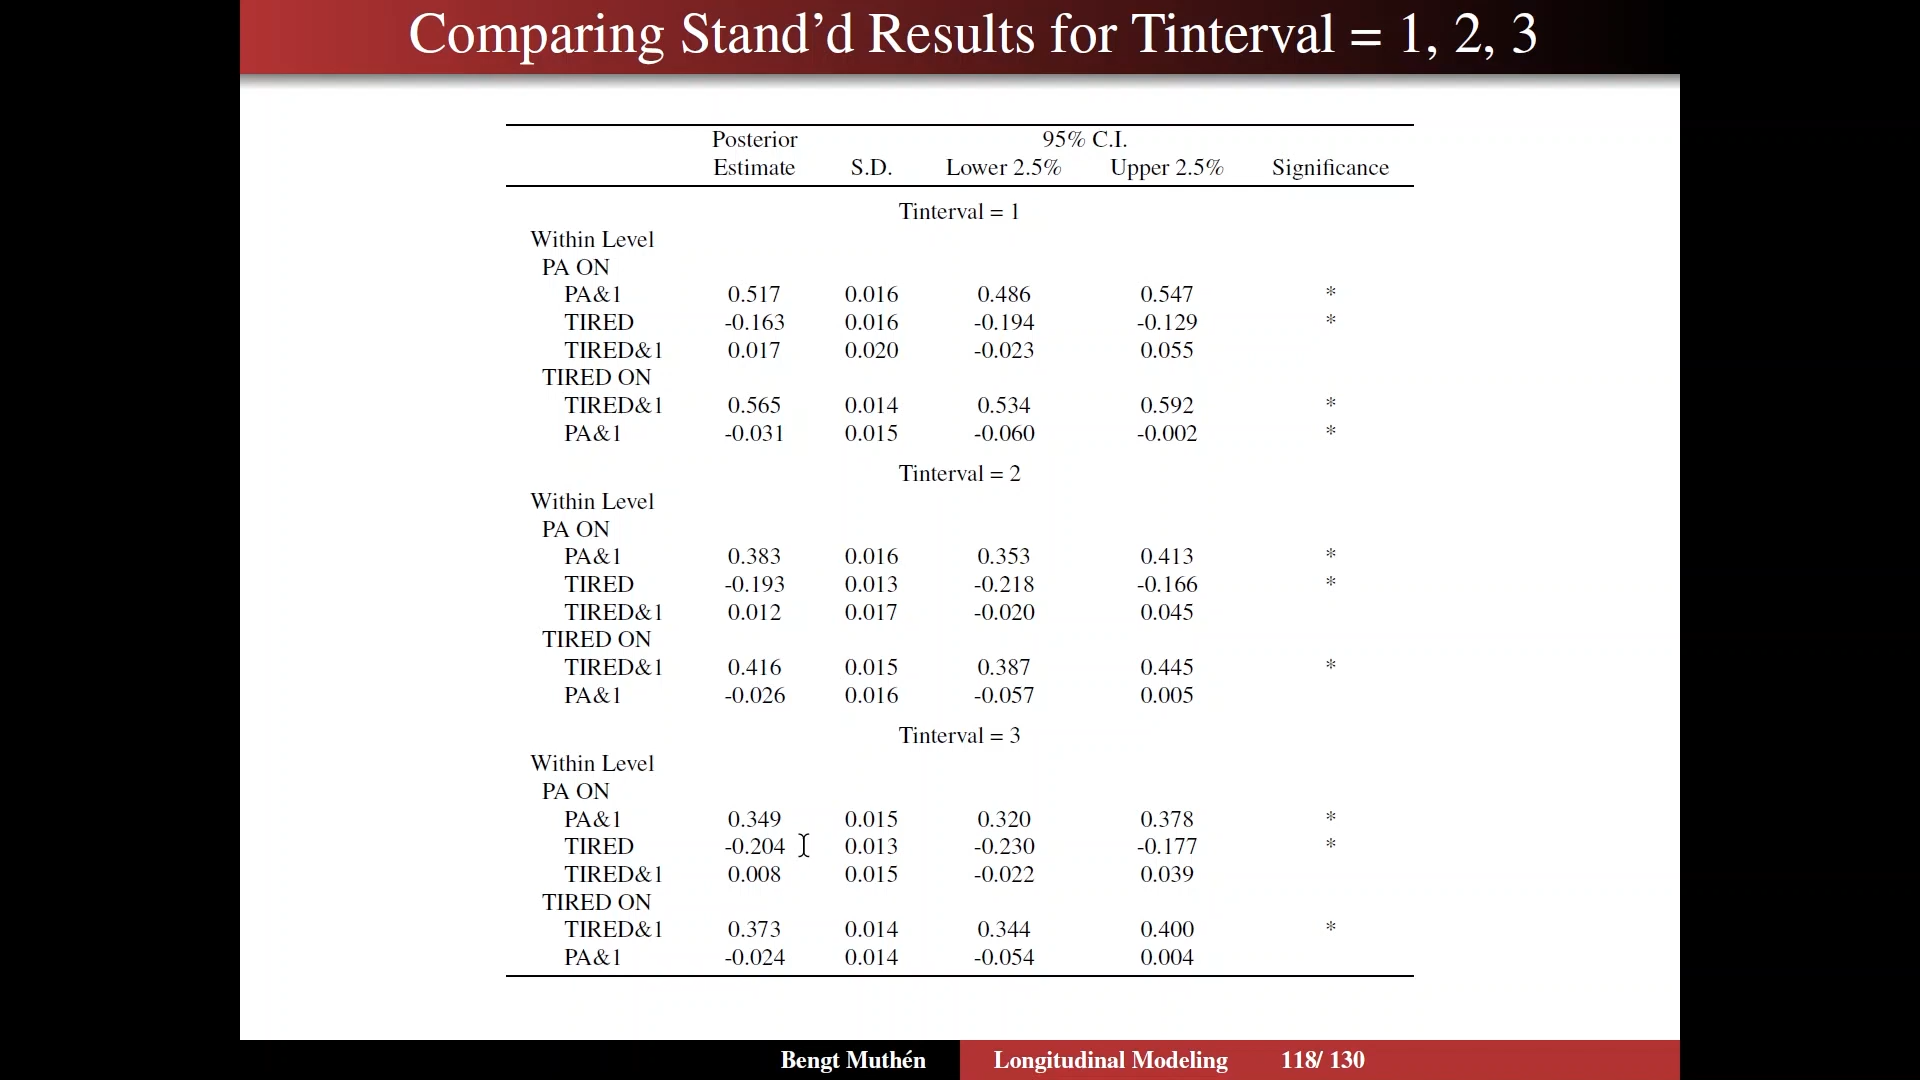 Comparing Stand'd Results for Tinterval = 1, 2, 3
Posterior 95% C.I.
Estimate S.D. Lower 2.5% Upper 2.5% Significance
Tinterval = 1
Within Level
PA ON
PA&1 0.517 0.016 0.486 0.547 *
TIRED -0.163 0.016 -0.194 -0.129 *
TIRED&1 0.017 0.020 -0.023 0.055
TIRED ON
TIRED&1 0.565 0.014 0.534 0.592 *
PA&1 -0.031 0.015 -0.060 -0.002 *
Tinterval = 2
Within Level
PA ON
PA&1 0.383 0.016 0.353 0.413 *
TIRED -0.193 0.013 -0.218 -0.166 *
TIRED&1 0.012 0.017 -0.020 0.045
TIRED ON
TIRED&1 0.416 0.015 0.387 0.445 *
PA&1 -0.026 0.016 -0.057 0.005
Tinterval = 3
Within Level
PA ON
PA&1 0.349 0.015 0.320 0.378 *
TIRED -0.204 0.013 -0.230 -0.177 *
TIRED&1 0.008 0.015 -0.022 0.039
TIRED ON
TIRED&1 0.373 0.014 0.344 0.400 *
PA&1 -0.024 0.014 -0.054 0.004
Bengt Muthén Longitudinal Modeling 118/ 130